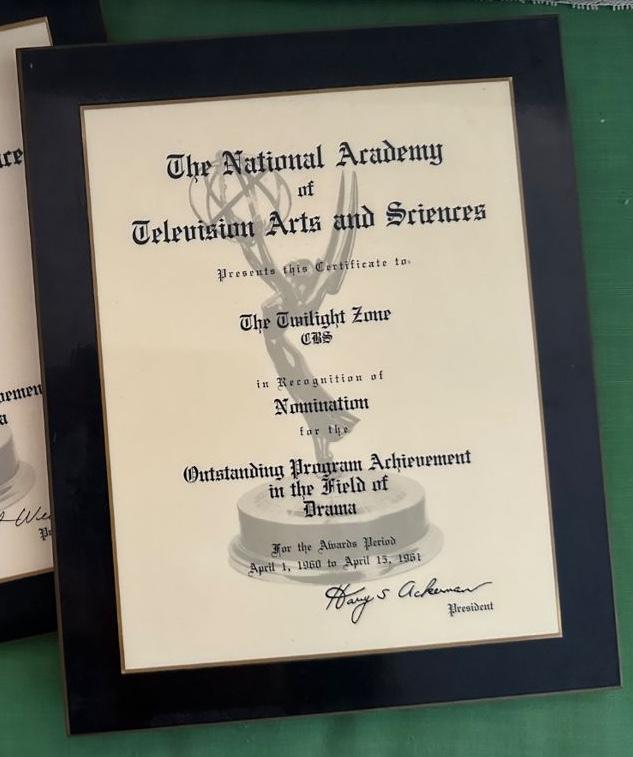 The National Academy
of
Television Arts and Sciences
Presents this Certificate to:
The Twilight Zone
CBS
in Recognition of
Nomination
for the
Outstanding Program Achievement
in the Field of
Drama
For the Awards Period
April 1, 1960 to April 15, 1961
Harry S Ackerman
President